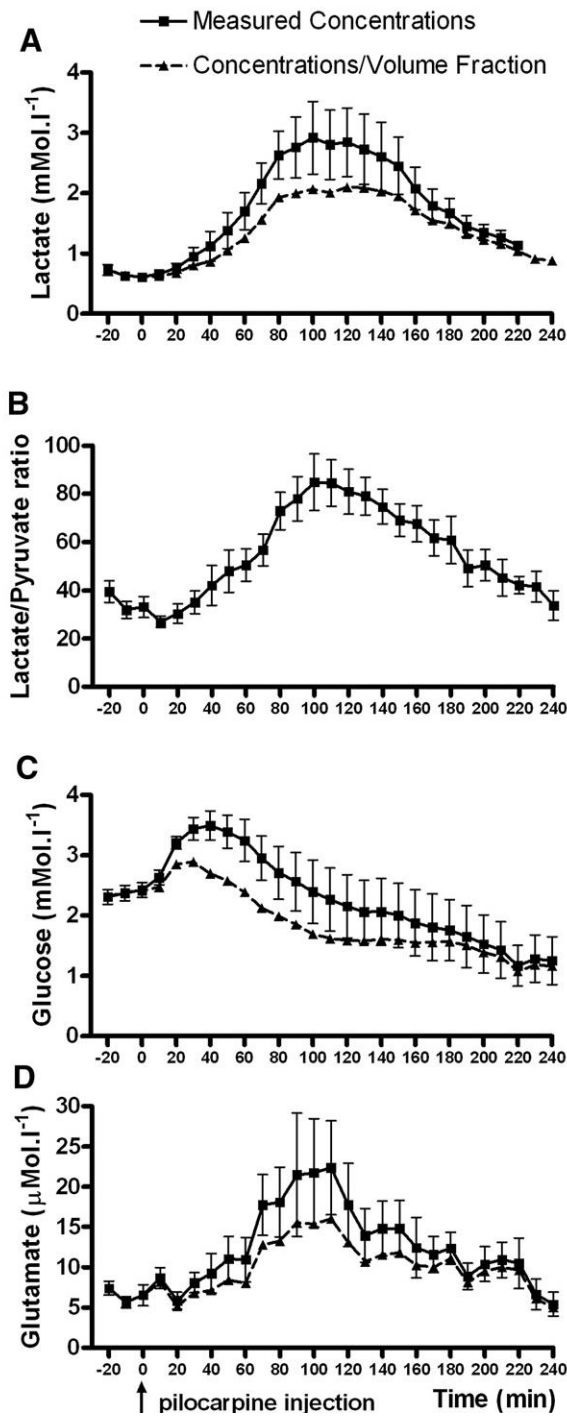 Measured Concentrations
A
Concentrations/Volume Fraction
Lactate (mMol.l⁻¹)
4
3
2
1
0
-20 0 20 40 60 80 100 120 140 160 180 200 220 240
B
Lactate/Pyruvate ratio
100
80
60
40
20
0
-20 0 20 40 60 80 100 120 140 160 180 200 220 240
C
Glucose (mMol.l⁻¹)
4
3
2
1
0
-20 0 20 40 60 80 100 120 140 160 180 200 220 240
D
Glutamate (μMol.l⁻¹)
30
25
20
15
10
5
0
-20 0 20 40 60 80 100 120 140 160 180 200 220 240
pilocarpine injection Time (min)